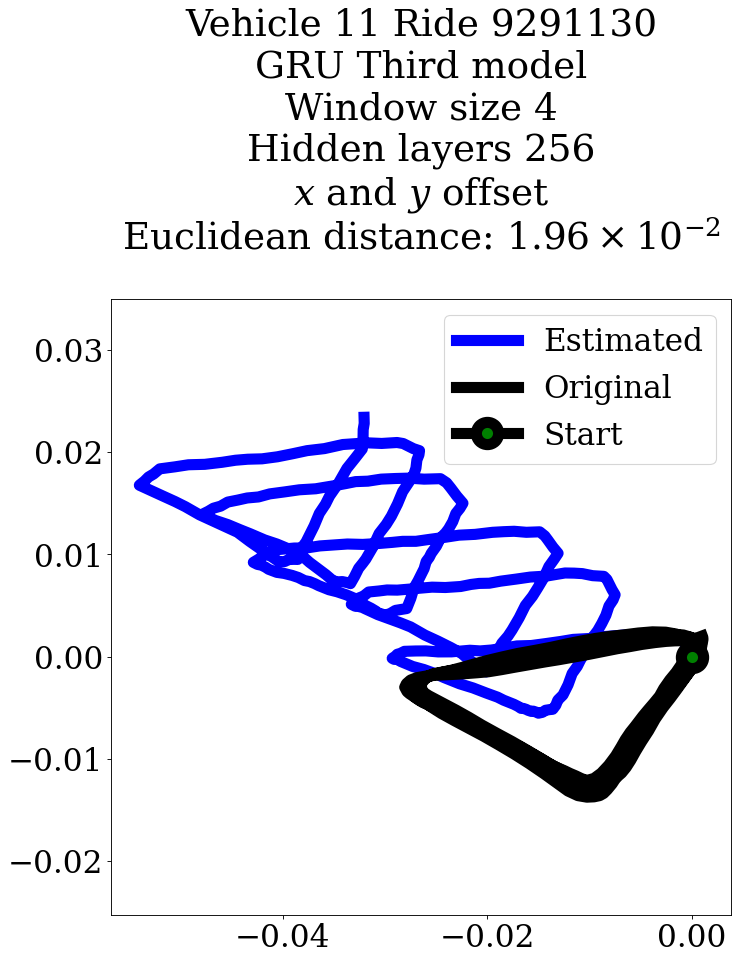 Vehicle 11 Ride 9291130
GRU Third model
Window size 4
Hidden layers 256
x and y offset
Euclidean distance: 1.96 × 10⁻²
Estimated
Original
Start
0.03
0.02
0.01
0.00
−0.01
−0.02
−0.04
−0.02
0.00